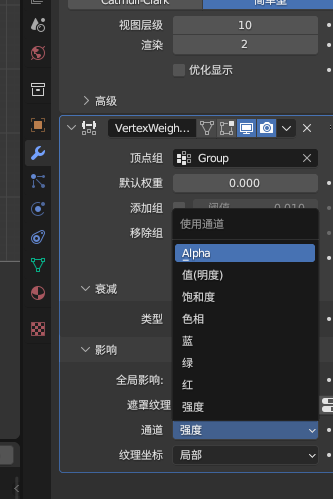 Catmull-Clark 简单型
视图层级 10
渲染 2
优化显示
高级
VertexWeigh...
顶点组 Group
默认权重 0.000
添加组 阈值 0.010
移除组
使用通道
Alpha
值(明度)
饱和度
衰减
色相
类型
蓝
影响
绿
全局影响:
红
遮罩纹理
强度
通道 强度
纹理坐标 局部